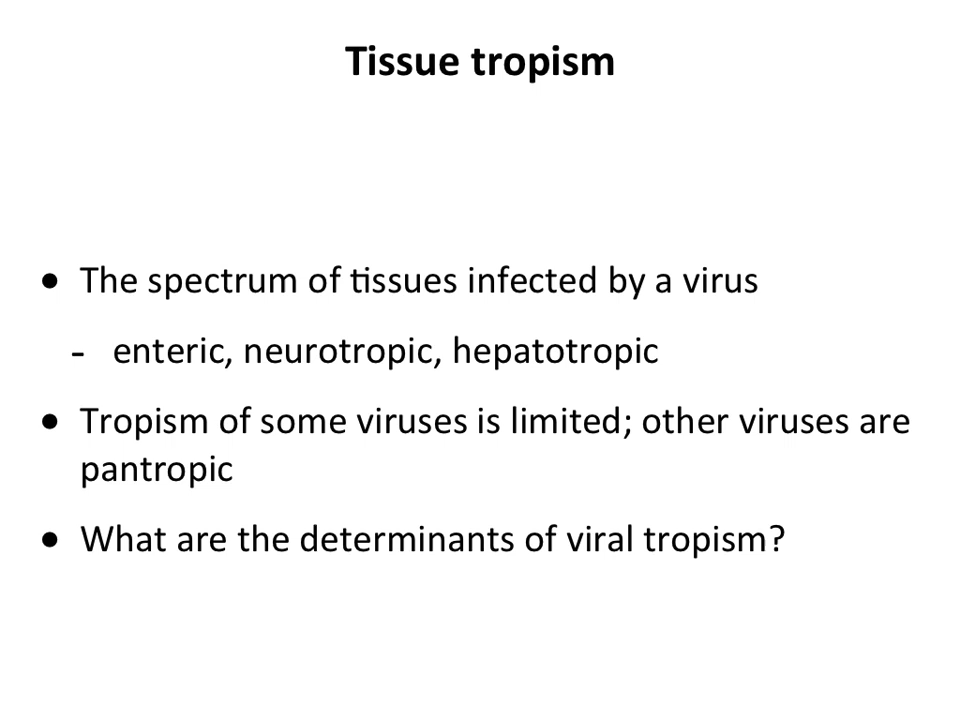 Tissue tropism
• The spectrum of tissues infected by a virus
- enteric, neurotropic, hepatotropic
• Tropism of some viruses is limited; other viruses are
pantropic
• What are the determinants of viral tropism?